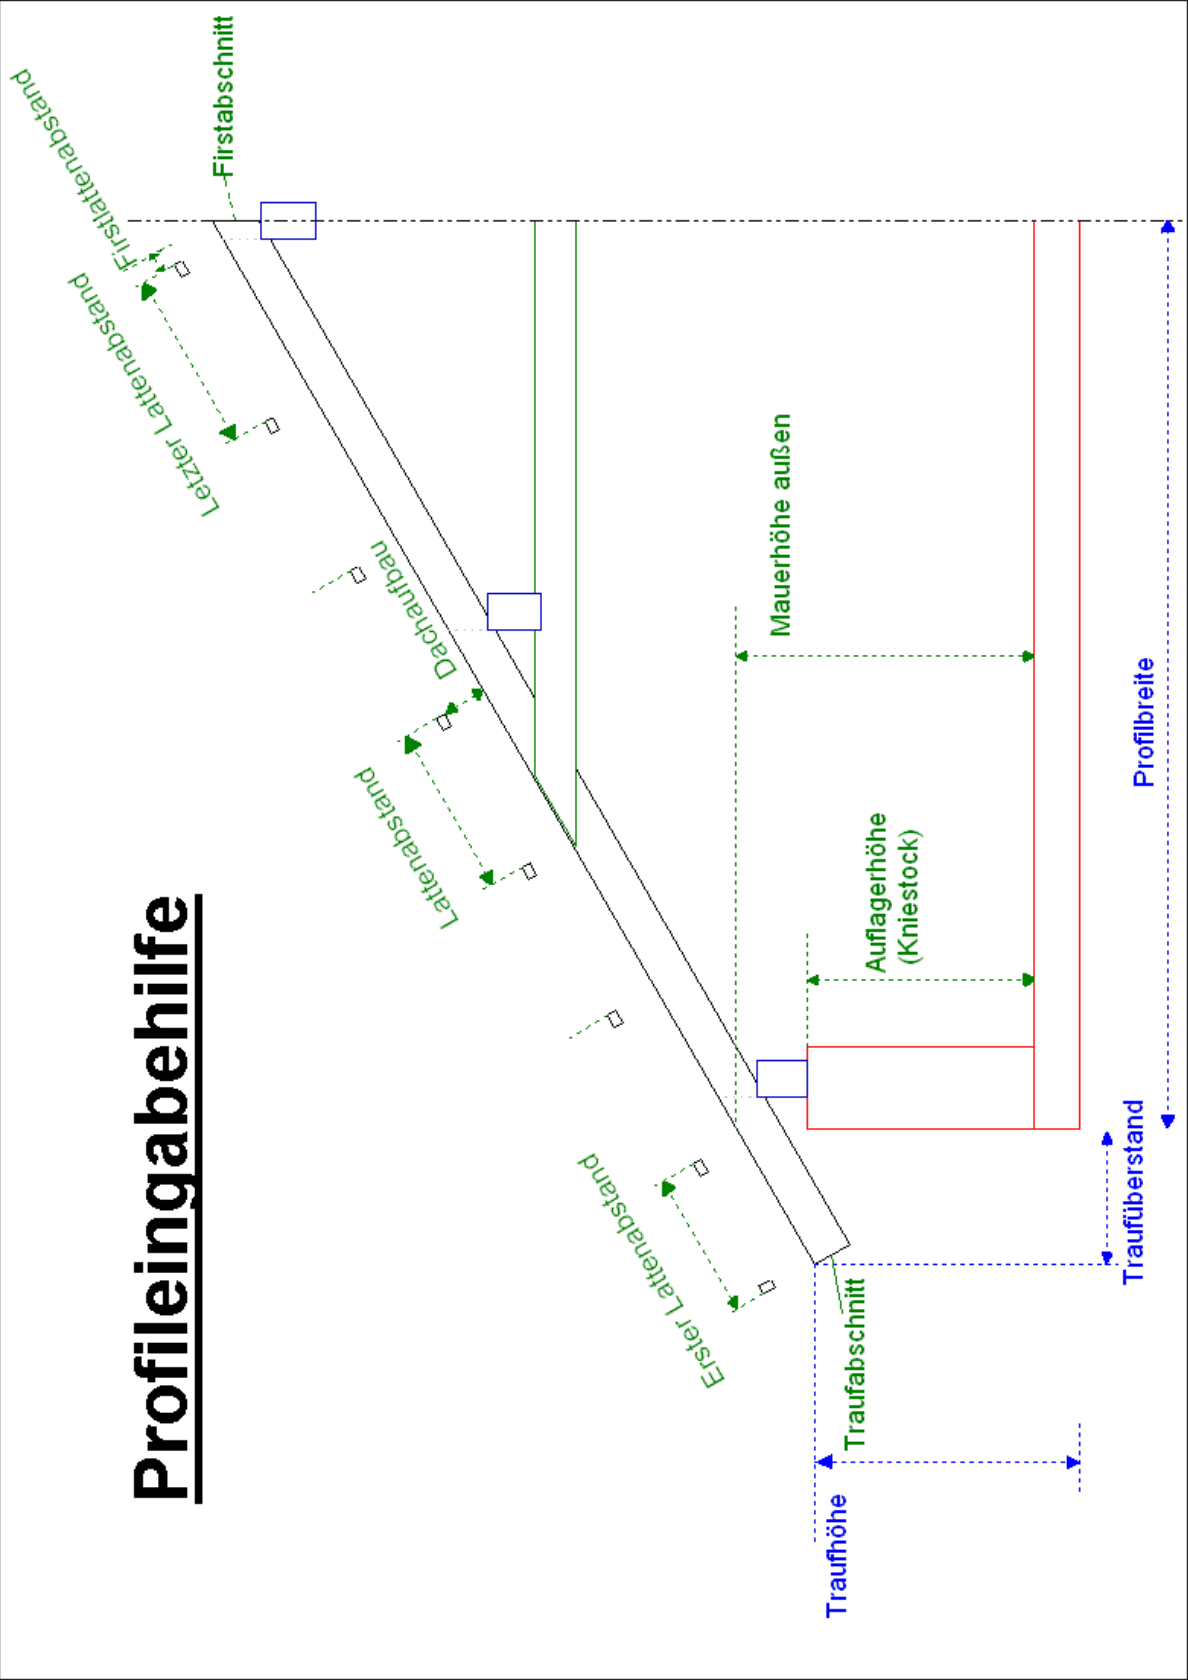 Profileingabehilfe
Firstabschnitt
Firstlattenabstand
Letzter Lattenabstand
Dachaufbau
Lattenabstand
Erster Lattenabstand
Mauerhöhe außen
Auflagerhöhe
(Kniestock)
Traufabschnitt
Traufhöhe
Traufüberstand
Profilbreite